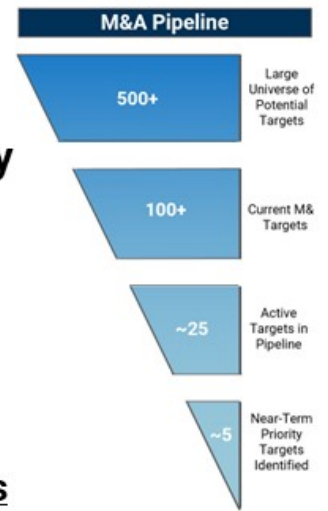 M&A Pipeline
500+
Large
Universe of
Potential
Targets
y
100+
Current M&
Targets
~25
Active
Targets in
Pipeline
~5
Near-Term
Priority
Targets
Identified
s